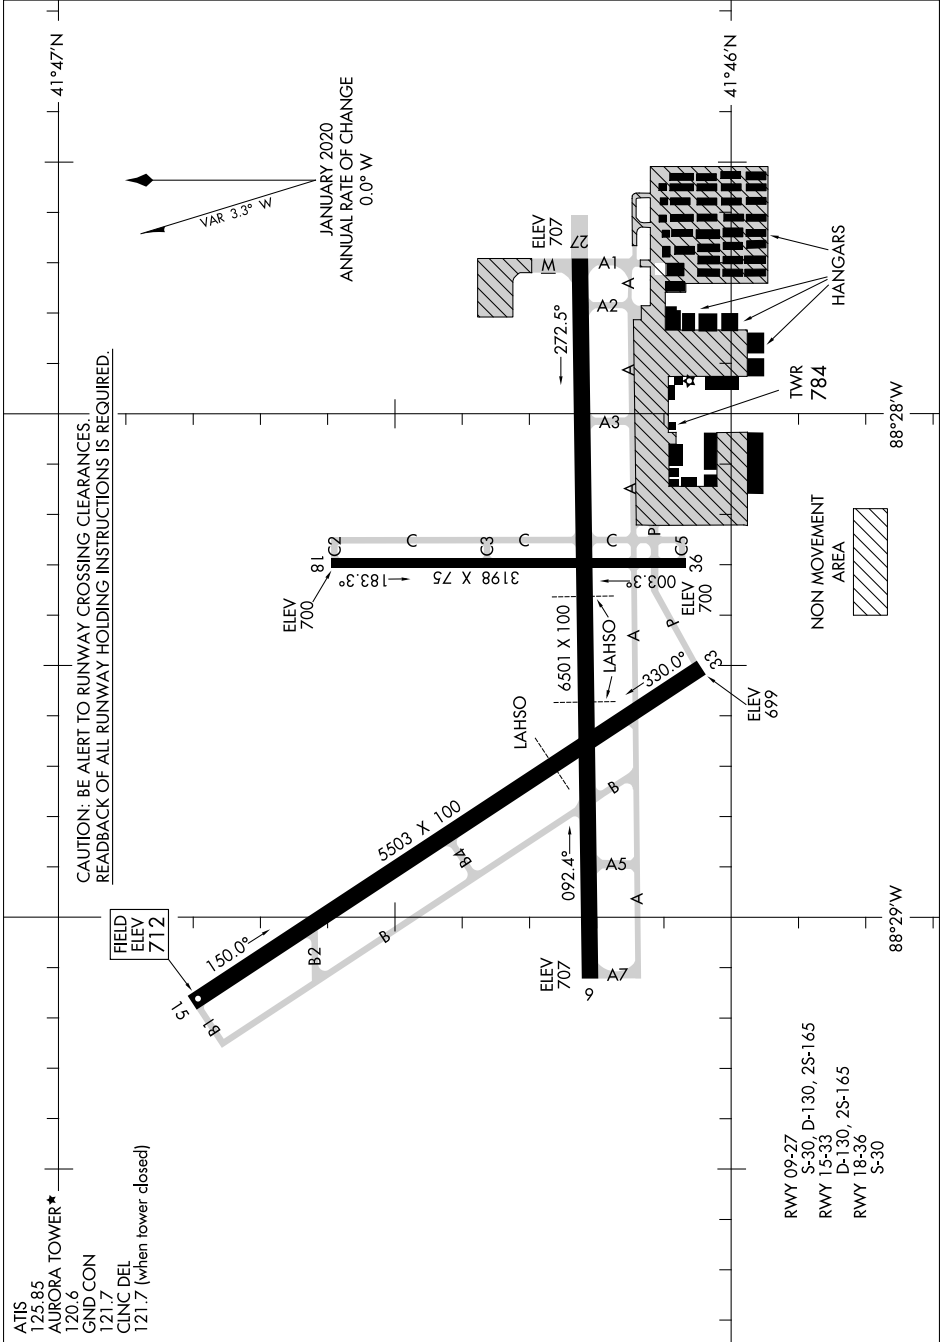 ATIS
125.85
AURORA TOWER★
120.6
GND CON
121.7
CLNC DEL
121.7 (when tower closed)
CAUTION: BE ALERT TO RUNWAY CROSSING CLEARANCES.
READBACK OF ALL RUNWAY HOLDING INSTRUCTIONS IS REQUIRED.
41°47'N
VAR 3.3° W
JANUARY 2020
ANNUAL RATE OF CHANGE
0.0° W
FIELD
ELEV
712
15
150.0°
B1
B2
B
B4
5503 X 100
ELEV
700
18
183.3°
3198 X 75
C2
C
C3
C
C
C5
003.3°
36
ELEV
700
LAHSO
LAHSO
6501 X 100
ELEV
707
9
092.4°
A7
A5
A
B
A
P
P
330.0°
33
ELEV
699
272.5°
ELEV
707
27
W
A1
A
A2
A
A3
A
TWR
784
HANGARS
NON MOVEMENT
AREA
41°46'N
88°28'W
88°29'W
RWY 09-27
S-30, D-130, 2S-165
RWY 15-33
D-130, 2S-165
RWY 18-36
S-30